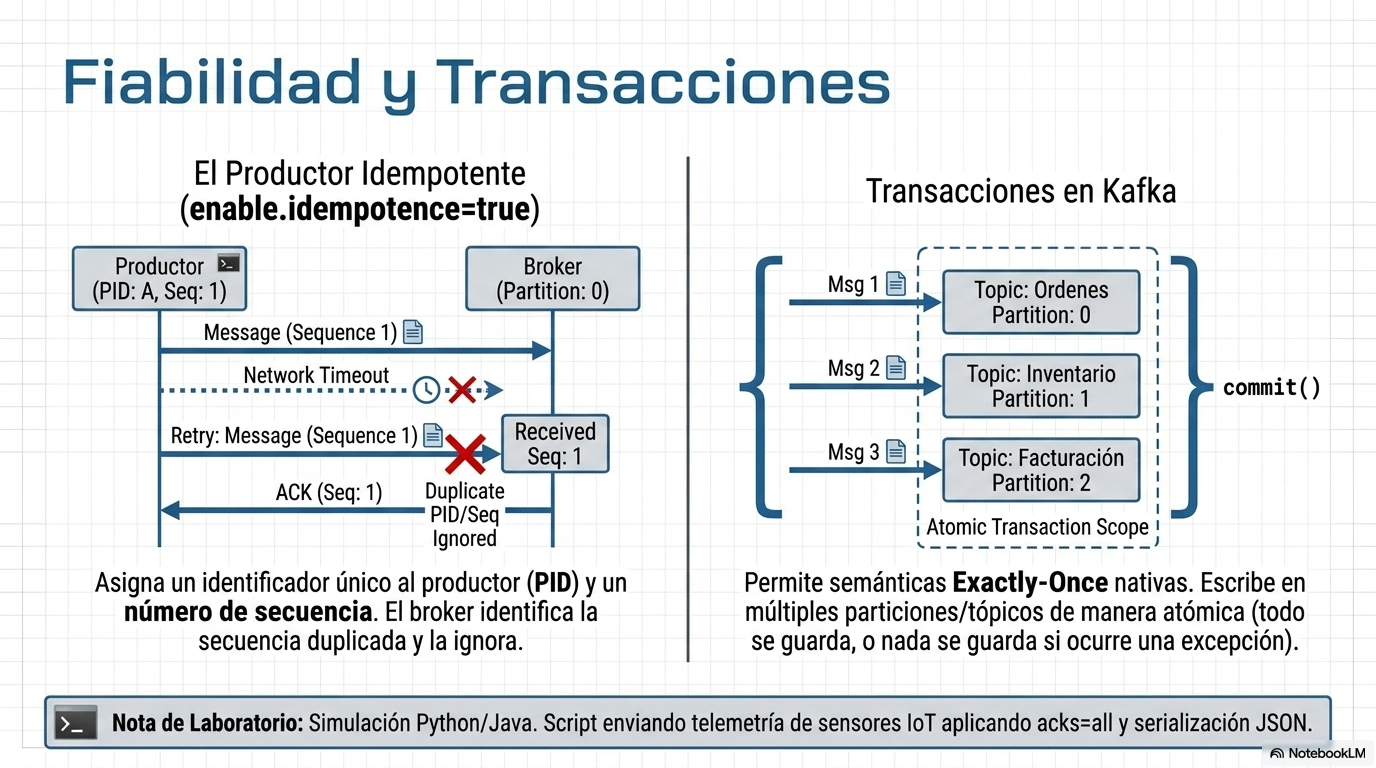 Fiabilidad y Transacciones
El Productor Idempotente
(enable.idempotence=true)
Productor
(PID: A, Seq: 1)
Broker
(Partition: 0)
Message (Sequence 1)
Network Timeout
Retry: Message (Sequence 1)
Received
Seq: 1
ACK (Seq: 1)
Duplicate
PID/Seq
Ignored
Asigna un identificador único al productor (PID) y un
número de secuencia. El broker identifica la
secuencia duplicada y la ignora.
Transacciones en Kafka
Msg 1
Topic: Ordenes
Partition: 0
Msg 2
Topic: Inventario
Partition: 1
Msg 3
Topic: Facturación
Partition: 2
Atomic Transaction Scope
commit()
Permite semánticas Exactly-Once nativas. Escribe en
múltiples particiones/tópicos de manera atómica (todo
se guarda, o nada se guarda si ocurre una excepción).
Nota de Laboratorio: Simulación Python/Java. Script enviando telemetría de sensores IoT aplicando acks=all y serialización JSON.
NotebookLM